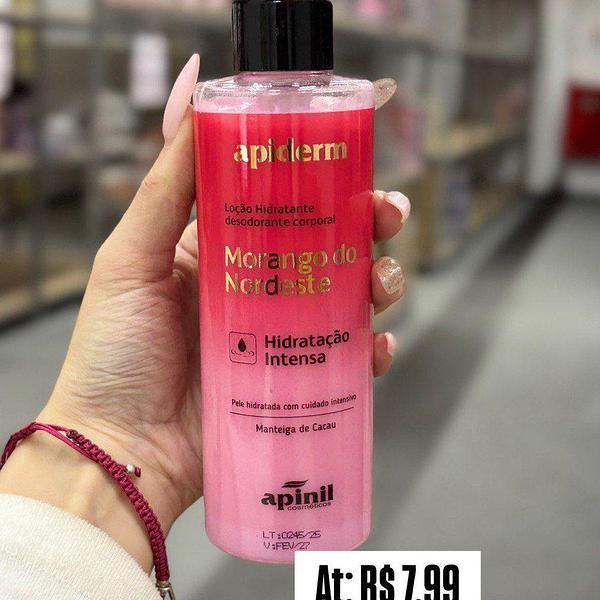 apiderm
Loção Hidratante
desodorante corporal
Morango do
Nordeste
Hidratação
Intensa
Pele hidratada com cuidado intensivo
Manteiga de Cacau
apinil
cosméticos
LT:0245/25
V:FEV/27
At: R$ 7,99